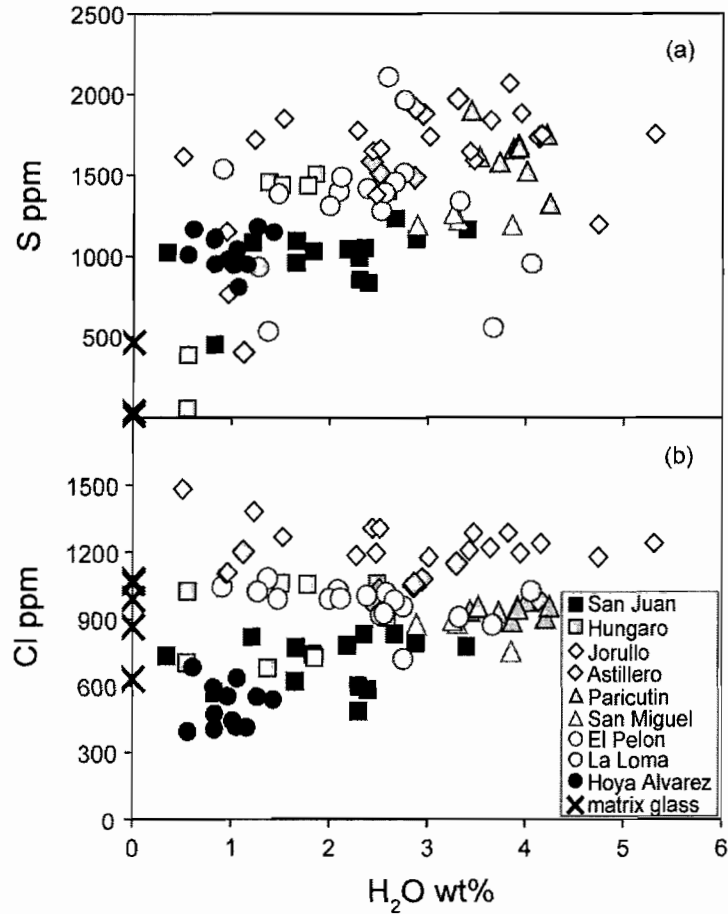 2500
(a)
2000
1500
S ppm
1000
500
(b)
1500
1200
900
Cl ppm
600
300
0
San Juan
Hungaro
Jorullo
Astillero
Paricutin
San Miguel
El Pelon
La Loma
Hoya Alvarez
matrix glass
0 1 2 3 4 5 6
H₂O wt%